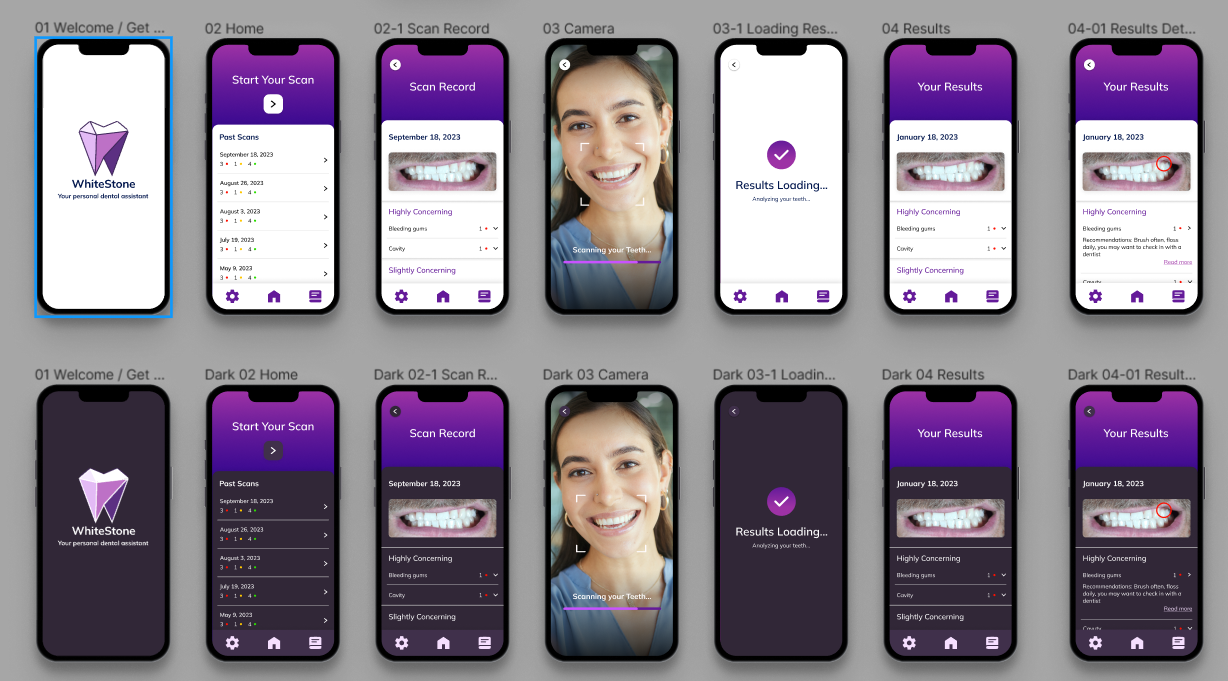 01 Welcome / Get ...
02 Home
02-1 Scan Record
03 Camera
03-1 Loading Res...
04 Results
04-01 Results Det...
WhiteStone
Your personal dental assistant
Start Your Scan
Past Scans
September 18, 2023
3 1 4
August 26, 2023
3 1 4
August 3, 2023
3 1 4
July 19, 2023
3 1 4
May 9, 2023
3 1 4
Scan Record
September 18, 2023
Highly Concerning
Bleeding gums 1
Cavity 1
Slightly Concerning
Scanning your Teeth...
Results Loading...
Analyzing your teeth...
Your Results
January 18, 2023
Highly Concerning
Bleeding gums 1
Cavity 1
Slightly Concerning
Your Results
January 18, 2023
Highly Concerning
Bleeding gums 1
Recommendations: Brush often, floss
daily, you may want to check in with a
dentist
Read more
Cavity 1
01 Welcome / Get ...
Dark 02 Home
Dark 02-1 Scan R...
Dark 03 Camera
Dark 03-1 Loadin...
Dark 04 Results
Dark 04-01 Result...
WhiteStone
Your personal dental assistant
Start Your Scan
Past Scans
September 18, 2023
3 1 4
August 26, 2023
3 1 4
August 3, 2023
3 1 4
July 19, 2023
3 1 4
May 9, 2023
3 1 4
Scan Record
September 18, 2023
Highly Concerning
Bleeding gums 1
Cavity 1
Slightly Concerning
Scanning your Teeth...
Results Loading...
Analyzing your teeth...
Your Results
January 18, 2023
Highly Concerning
Bleeding gums 1
Cavity 1
Slightly Concerning
Your Results
January 18, 2023
Highly Concerning
Bleeding gums 1
Recommendations: Brush often, floss
daily, you may want to check in with a
dentist
Read more
Cavity 1